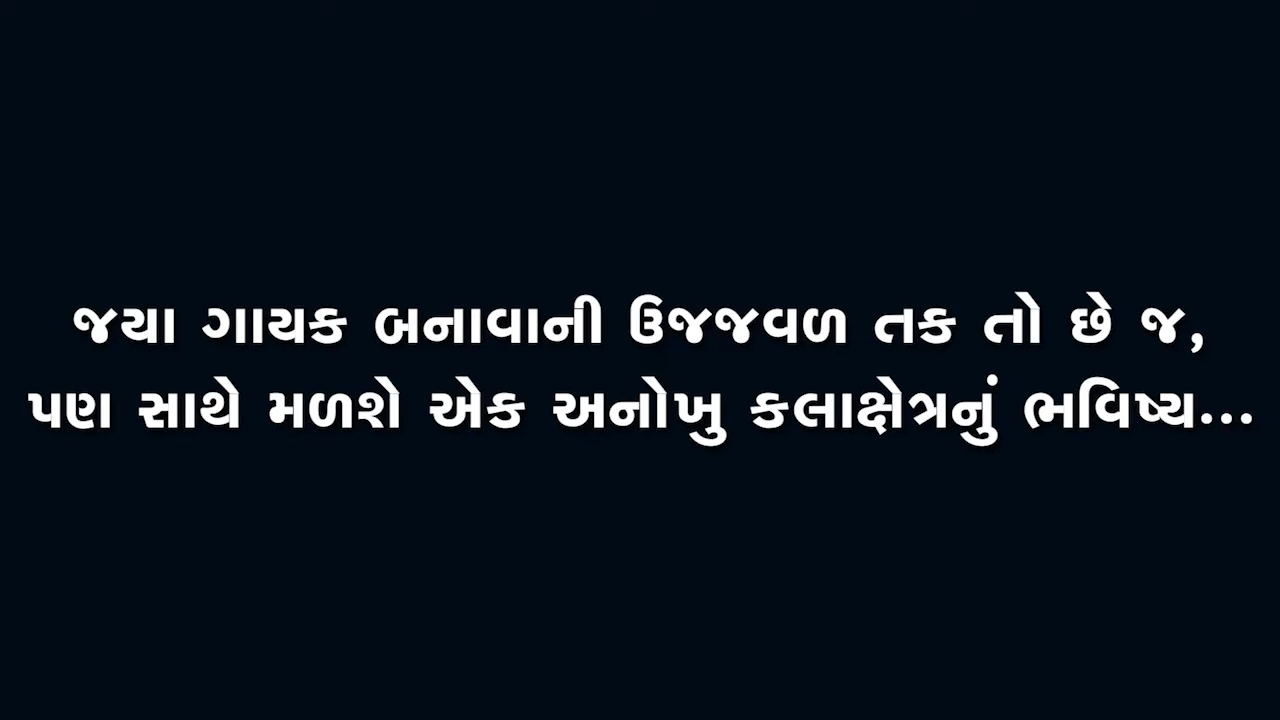 જયા ગાયક બનાવાની ઉજજવળ તક તો છે જ,
પણ સાથે મળશે એક અનોખુ કલાક્ષેત્રનું ભવિષ્ય...